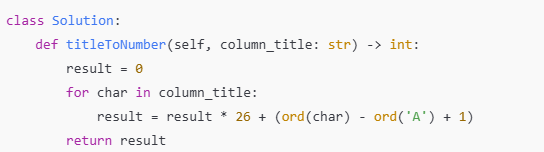 class Solution:
    def titleToNumber(self, column_title: str) -> int:
        result = 0
        for char in column_title:
            result = result * 26 + (ord(char) - ord('A') + 1)
        return result